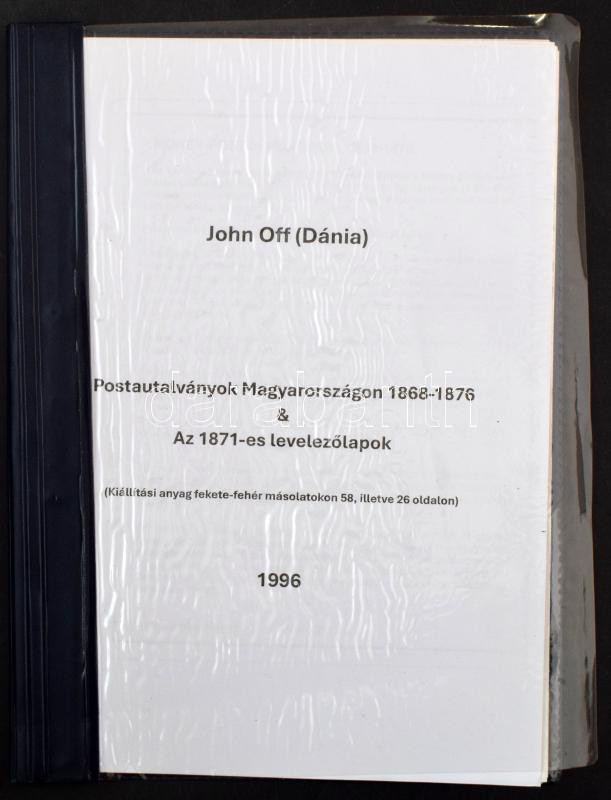 John Off (Dánia)
Postautalványok Magyarországon 1868-1876
&
Az 1871-es levelezőlapok
(Kiállítási anyag fekete-fehér másolatokon 58, illetve 26 oldalon)
1996
darabanth